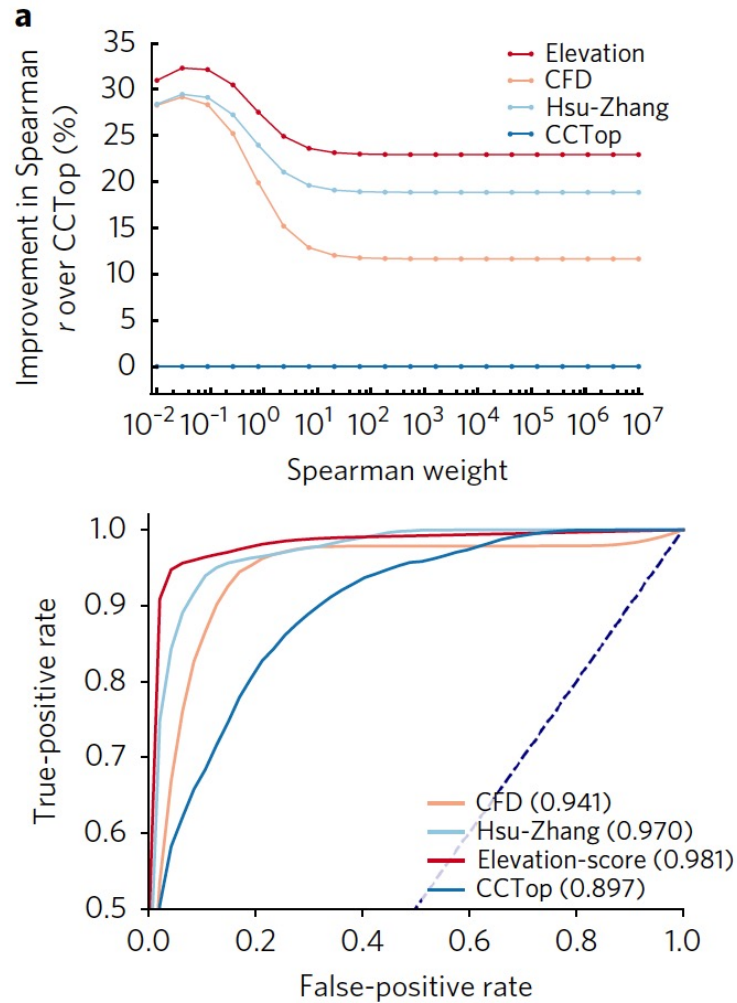 a
Improvement in Spearman
r over CCTop (%)
35
30
25
20
15
10
5
0
Elevation
CFD
Hsu-Zhang
CCTop
10⁻² 10⁻¹ 10⁰ 10¹ 10² 10³ 10⁴ 10⁵ 10⁶ 10⁷
Spearman weight
True-positive rate
1.0
0.9
0.8
0.7
0.6
0.5
CFD (0.941)
Hsu-Zhang (0.970)
Elevation-score (0.981)
CCTop (0.897)
0.0 0.2 0.4 0.6 0.8 1.0
False-positive rate